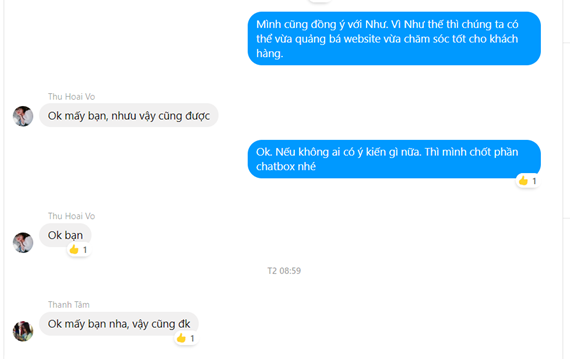 Mình cũng đồng ý với Như. Vì Như thế thì chúng ta có
thể vừa quảng bá website vừa chăm sóc tốt cho khách
hàng.
Thu Hoai Vo
Ok mấy bạn, nhưu vậy cũng được
Ok. Nếu không ai có ý kiến gì nữa. Thì mình chốt phần
chatbox nhé
1
Thu Hoai Vo
Ok bạn
1
T2 08:59
Thanh Tâm
Ok mấy bạn nha, vậy cũng đk
1